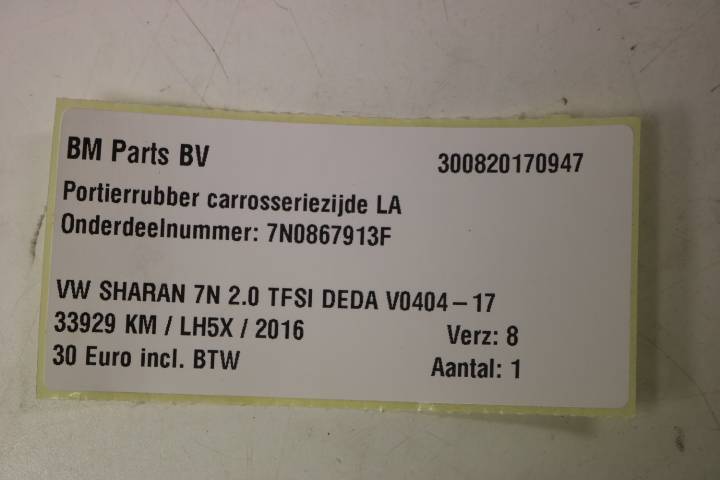 BM Parts BV 300820170947
Portierrubber carrosseriezijde LA
Onderdeelnummer: 7N0867913F
VW SHARAN 7N 2.0 TFSI DEDA V0404-17
33929 KM / LH5X / 2016 Verz: 8
30 Euro incl. BTW Aantal: 1